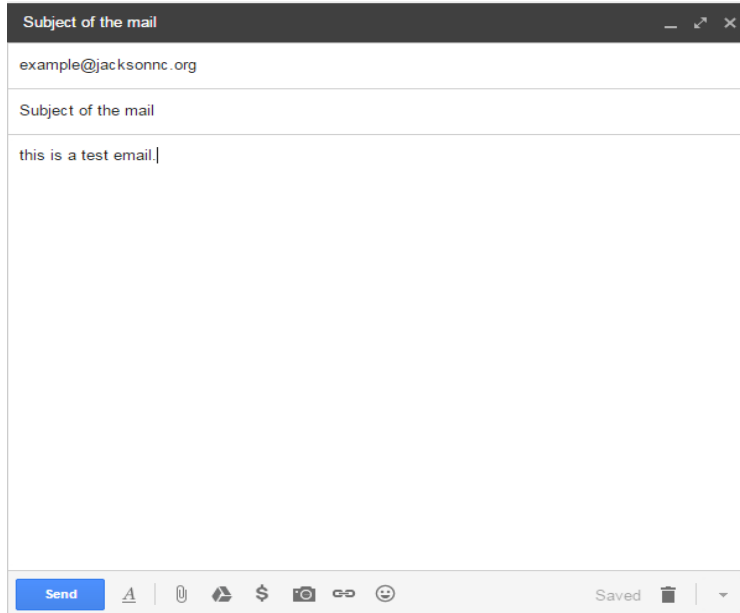 Subject of the mail
example@jacksonnc.org
Subject of the mail
this is a test email.
Send A $ Saved